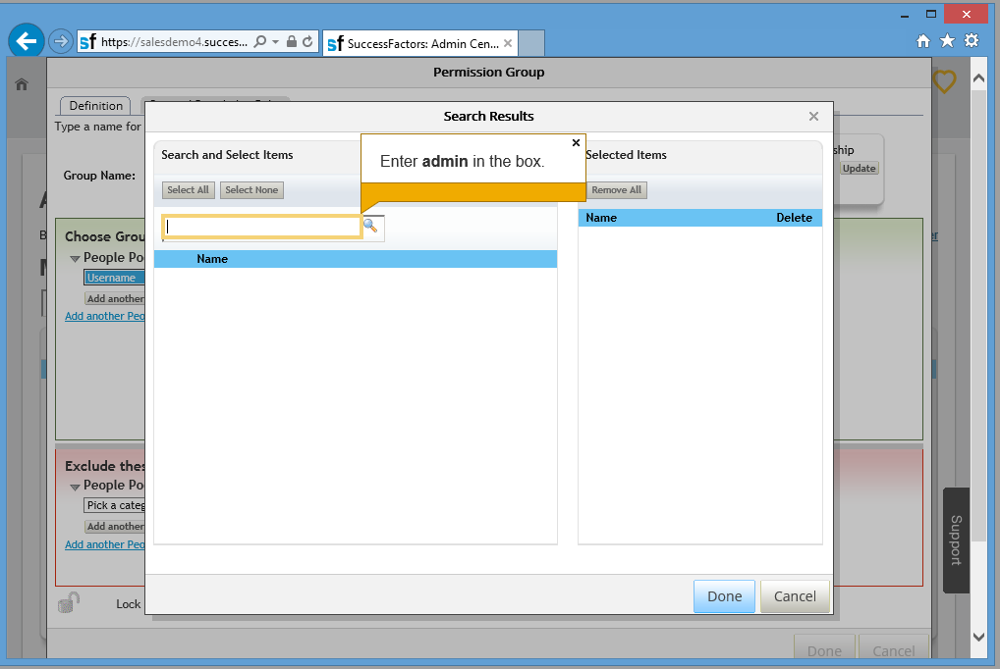 https://salesdemo4.succes...
SuccessFactors: Admin Cen...
Permission Group
Definition
Type a name for
Group Name:
ship
Update
Choose Grou
People Po
Username
Add another
Add another Peo
Exclude thes
People Po
Pick a categ
Add another
Add another Peo
Lock
Search Results
Search and Select Items
Select All
Select None
Enter admin in the box.
Name
Selected Items
Remove All
Name
Delete
Done
Cancel
Done
Cancel
Support